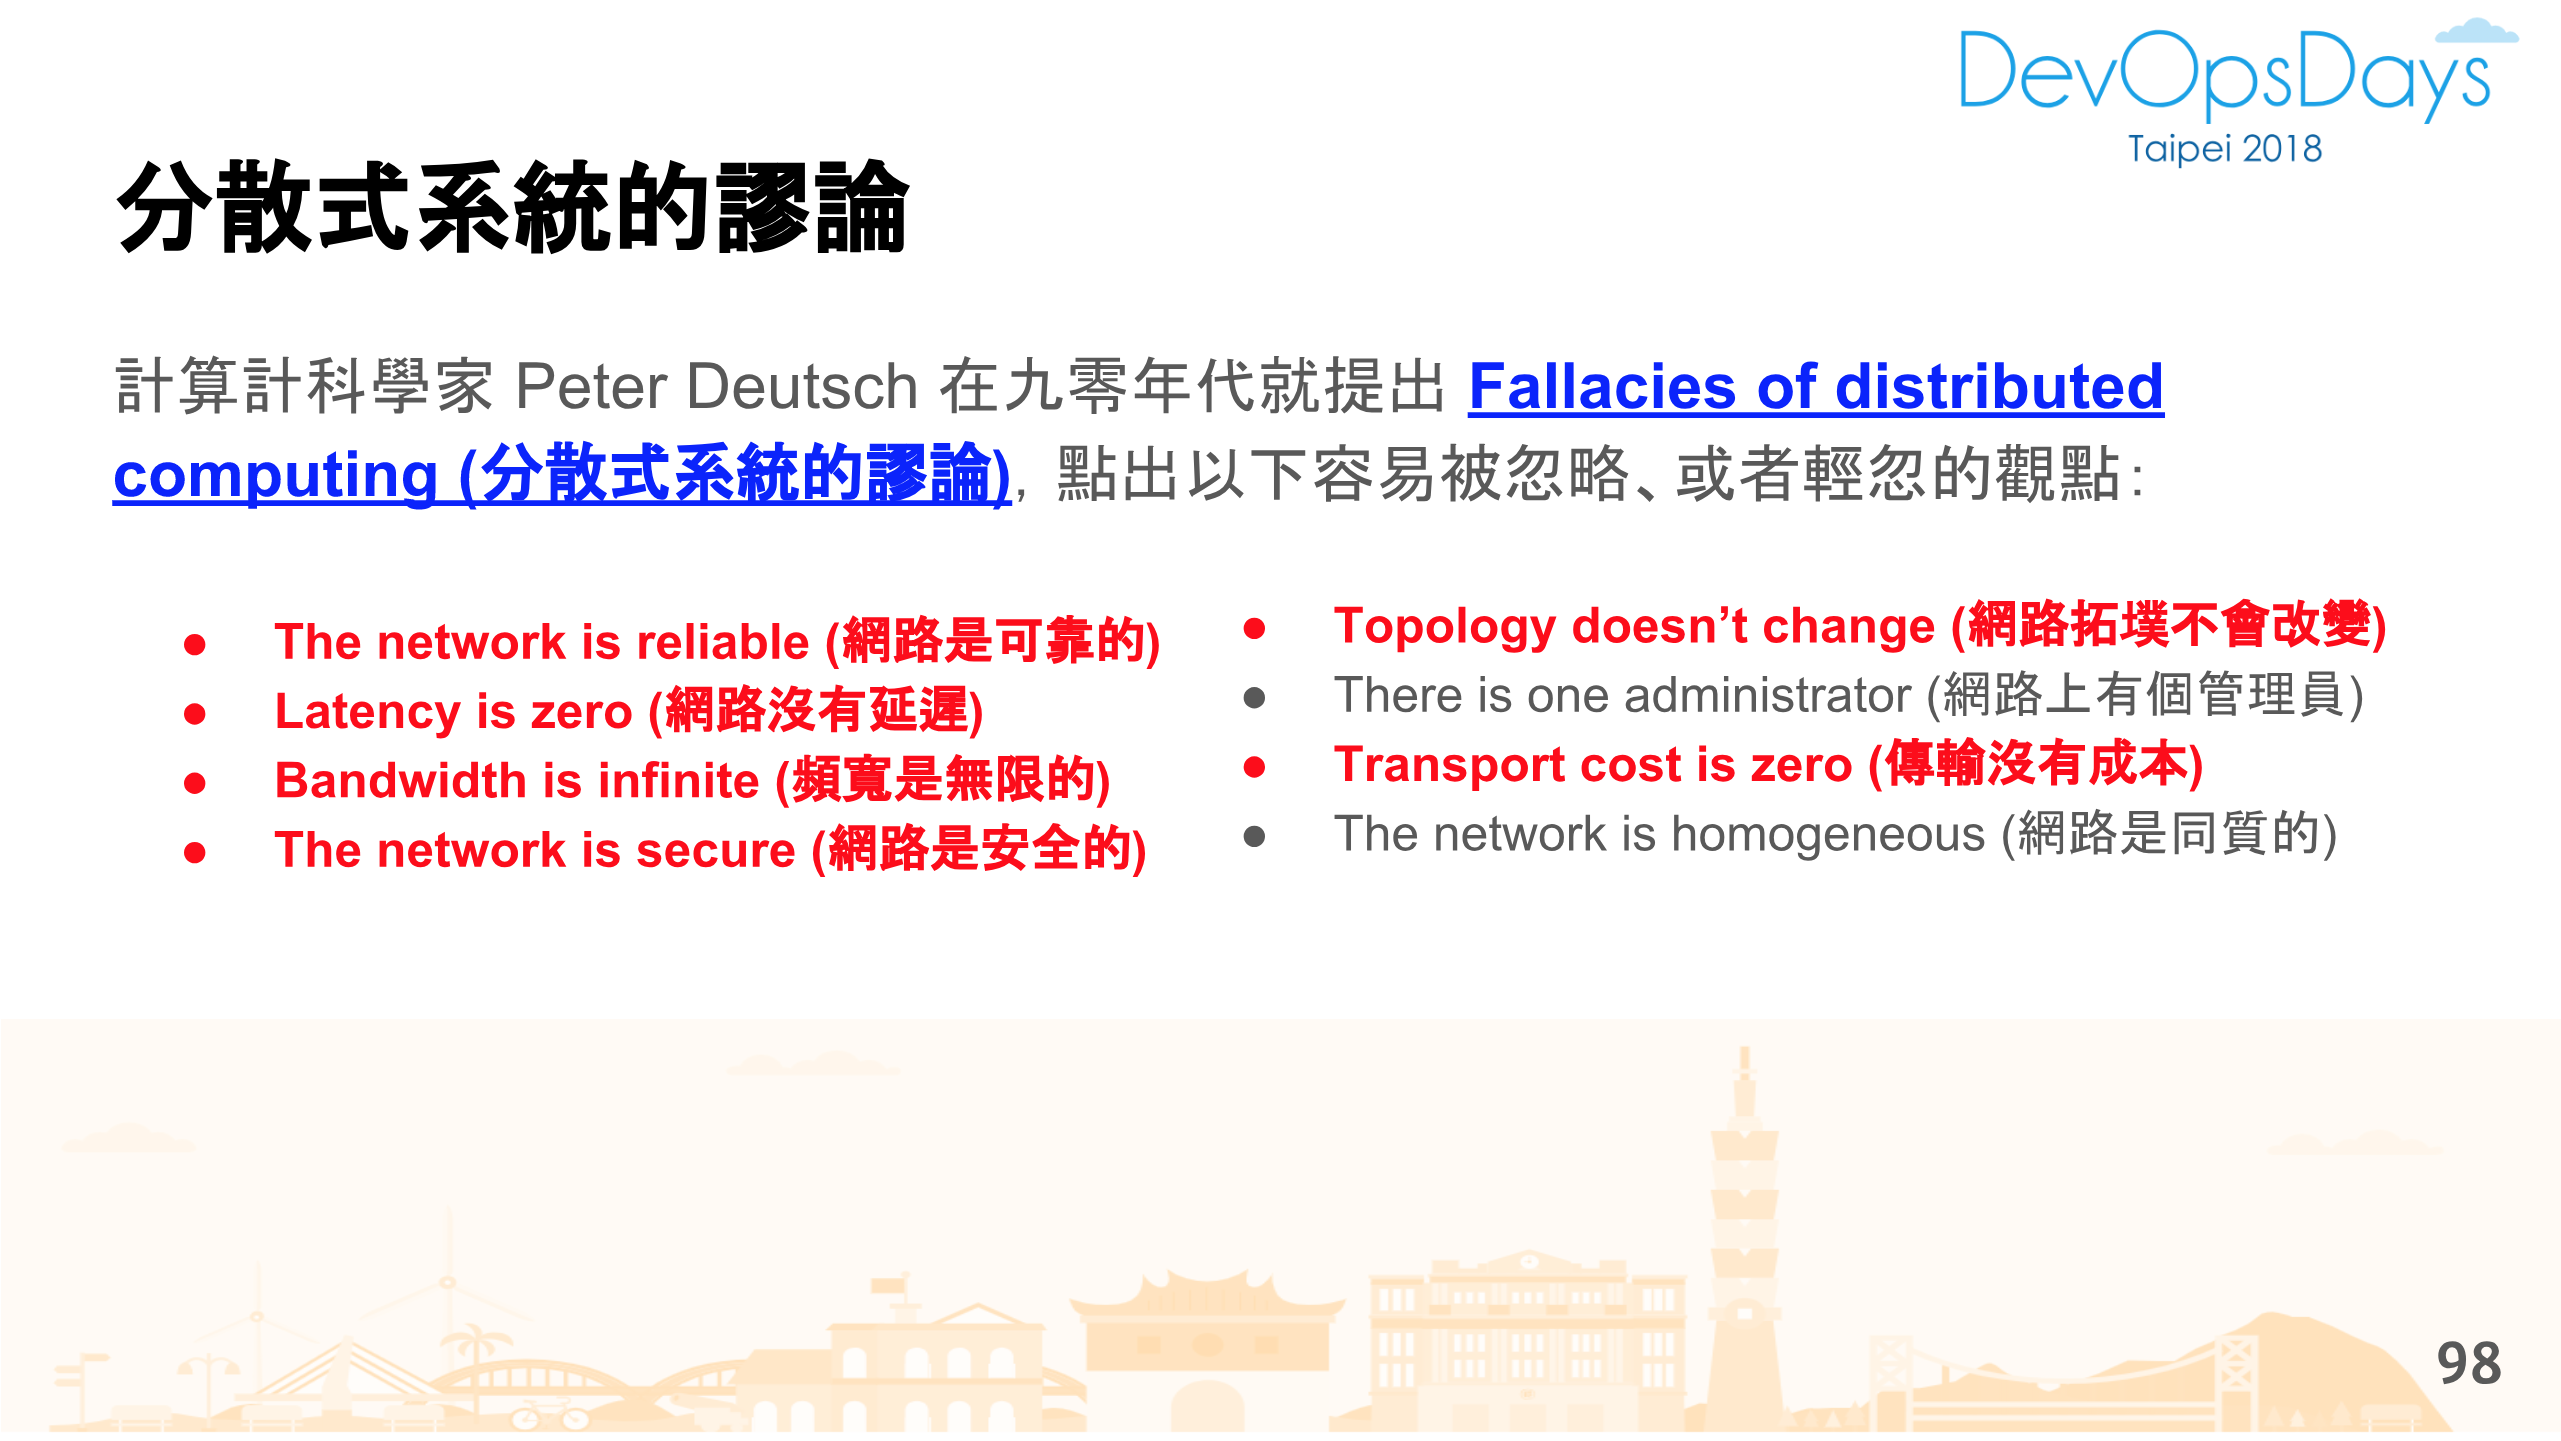 DevOpsDays
Taipei 2018
分散式系統的謬論
計算計科學家 Peter Deutsch 在九零年代就提出 Fallacies of distributed
computing (分散式系統的謬論)，點出以下容易被忽略、或者輕忽的觀點：
● The network is reliable (網路是可靠的)
● Latency is zero (網路沒有延遲)
● Bandwidth is infinite (頻寬是無限的)
● The network is secure (網路是安全的)
● Topology doesn’t change (網路拓墣不會改變)
● There is one administrator (網路上有個管理員)
● Transport cost is zero (傳輸沒有成本)
● The network is homogeneous (網路是同質的)
98